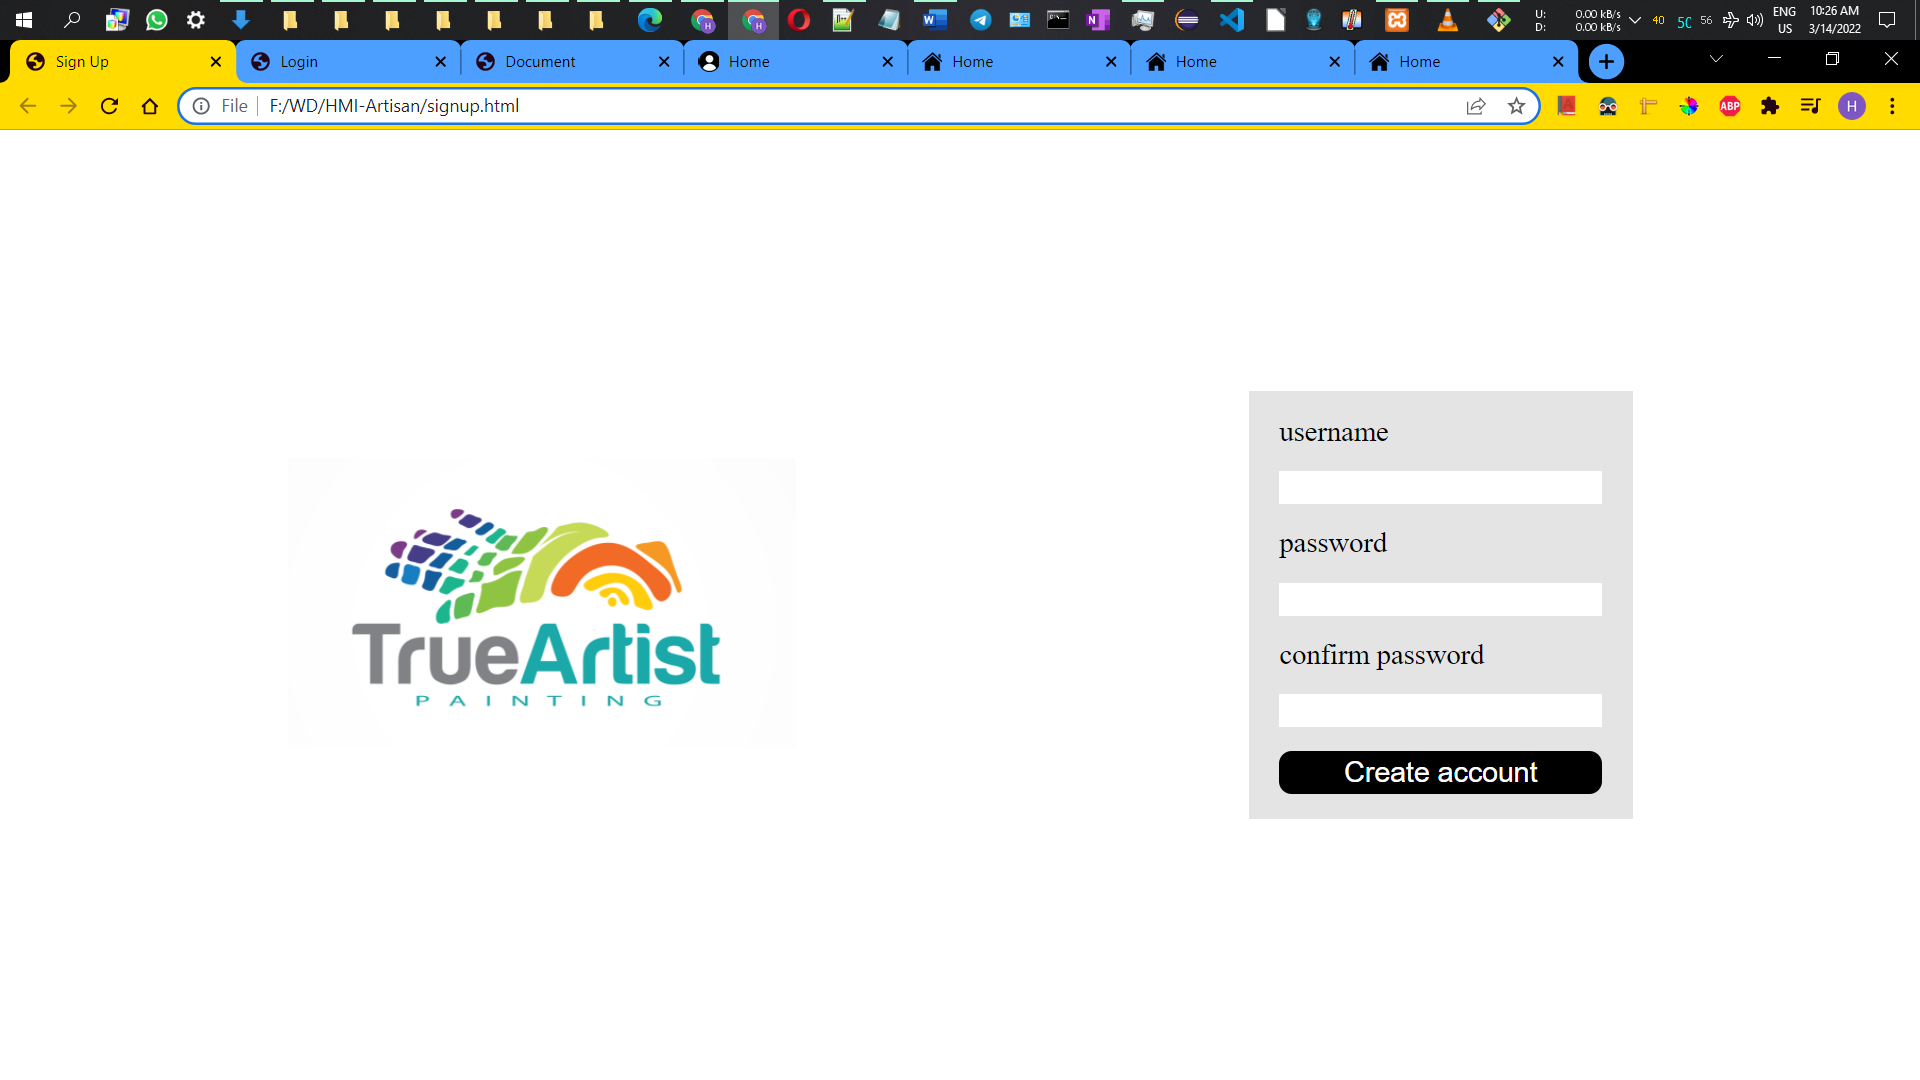 U: 0.00 kB/s
D: 0.00 kB/s
40
50
56
ENG
US
10:26 AM
3/14/2022
Sign Up
Login
Document
Home
Home
Home
Home
File
F:/WD/HMI-Artisan/signup.html
ABP
H
TrueArtist
PAINTING
username
password
confirm password
Create account